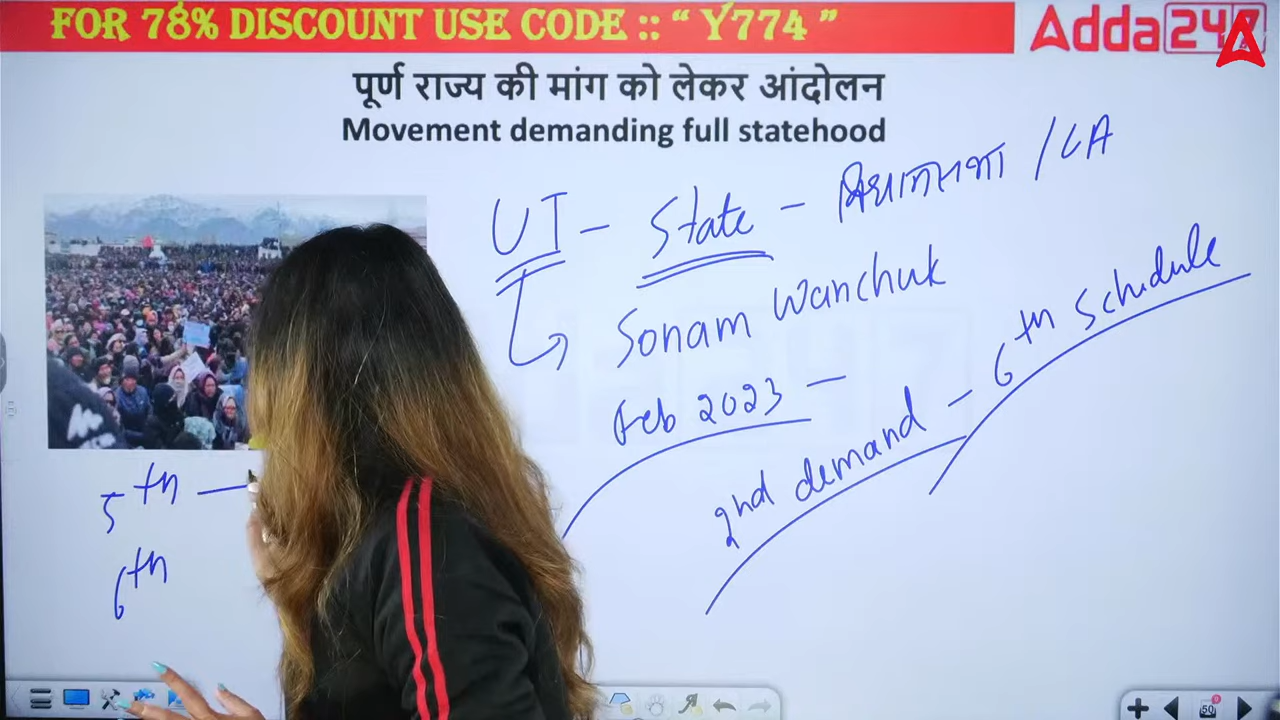 FOR 78% DISCOUNT USE CODE :: “ Y774 ”
Adda247
पूर्ण राज्य की मांग को लेकर आंदोलन
Movement demanding full statehood
UT - State - / LA
Sonam Wanchuk
Feb 2023 -
2nd demand - 6th Schedule
5th -
6th
50